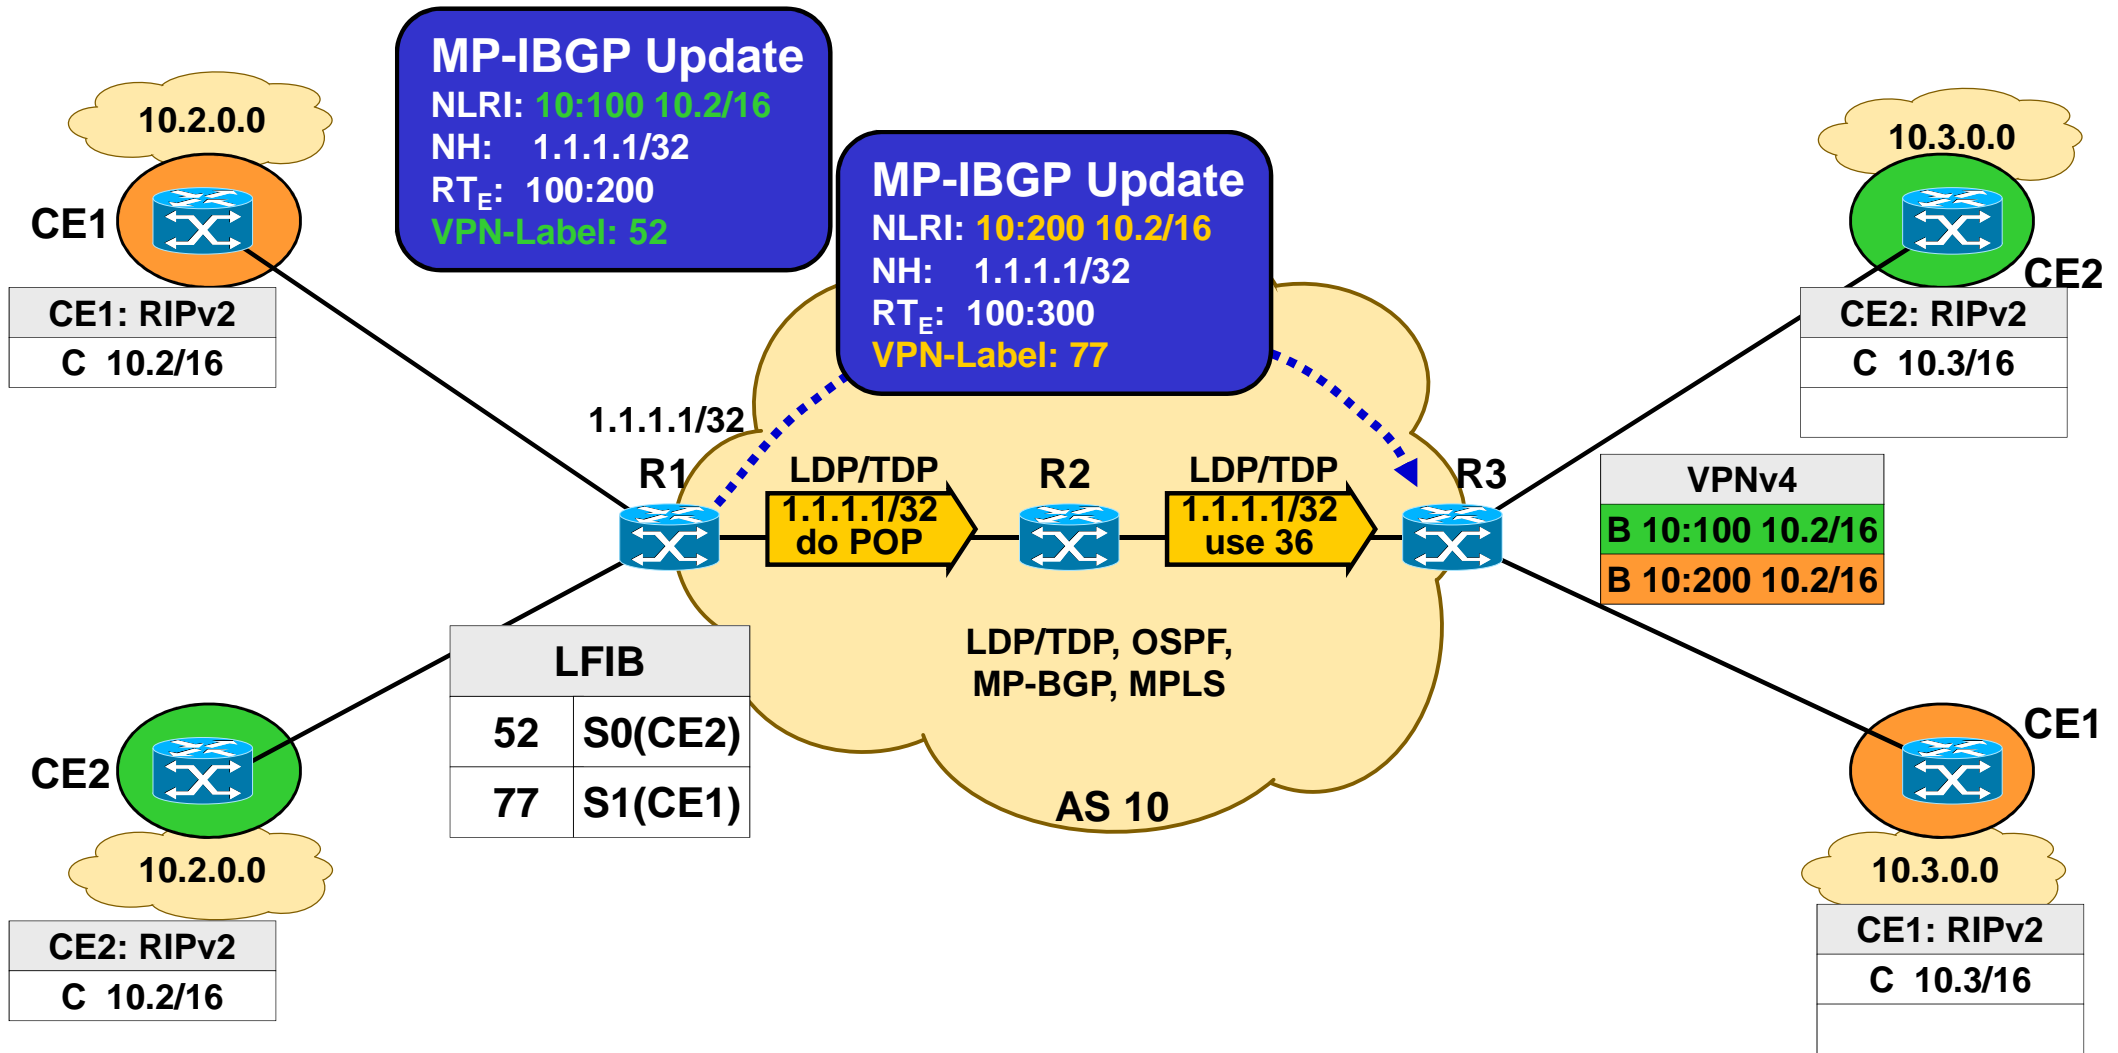 MP-IBGP Update
NLRI: 10:100 10.2/16
NH: 1.1.1.1/32
RTE: 100:200
VPN-Label: 52
MP-IBGP Update
NLRI: 10:200 10.2/16
NH: 1.1.1.1/32
RTE: 100:300
VPN-Label: 77
10.2.0.0
CE1
CE1: RIPv2
C 10.2/16
10.3.0.0
CE2
CE2: RIPv2
C 10.3/16
1.1.1.1/32
R1
LDP/TDP
1.1.1.1/32
do POP
R2
LDP/TDP
1.1.1.1/32
use 36
R3
VPNv4
B 10:100 10.2/16
B 10:200 10.2/16
LDP/TDP, OSPF,
MP-BGP, MPLS
AS 10
LFIB
52 S0(CE2)
77 S1(CE1)
CE2
10.2.0.0
CE2: RIPv2
C 10.2/16
CE1
10.3.0.0
CE1: RIPv2
C 10.3/16